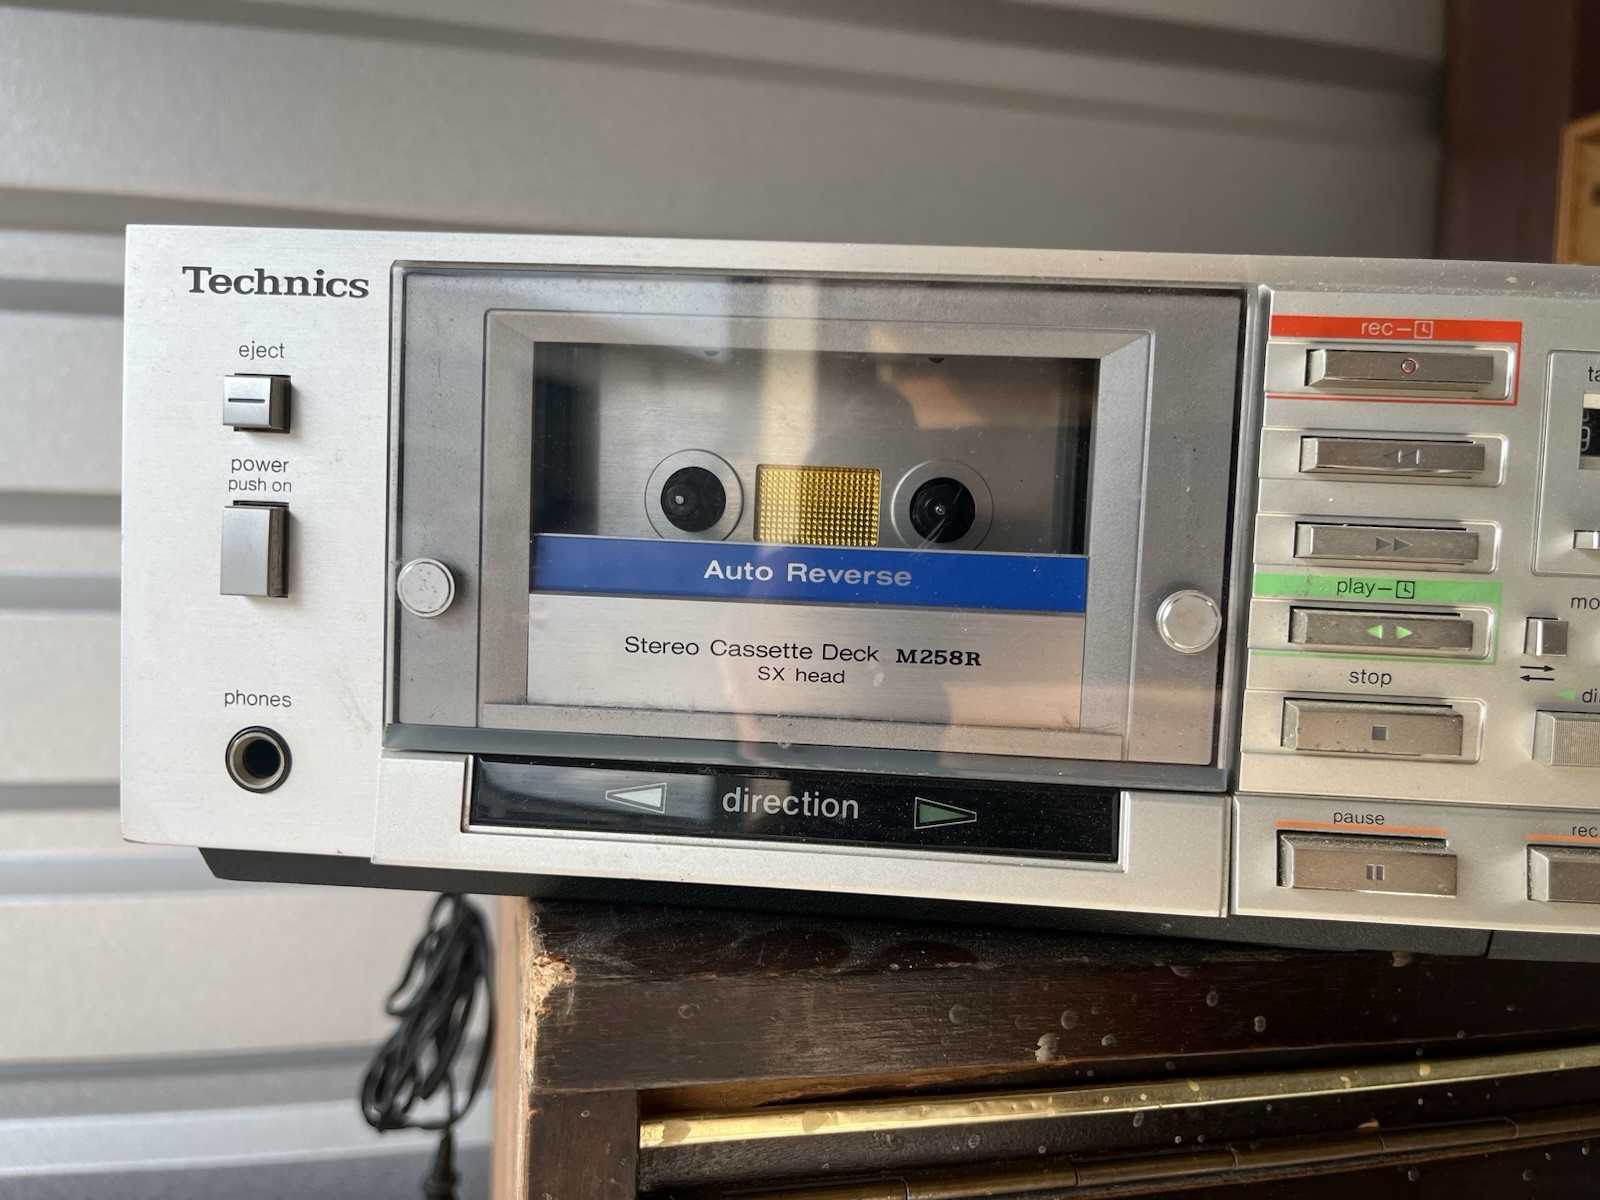 Technics
eject
power
push on
phones
Auto Reverse
Stereo Cassette Deck M258R
SX head
direction
rec
play
stop
pause
rec